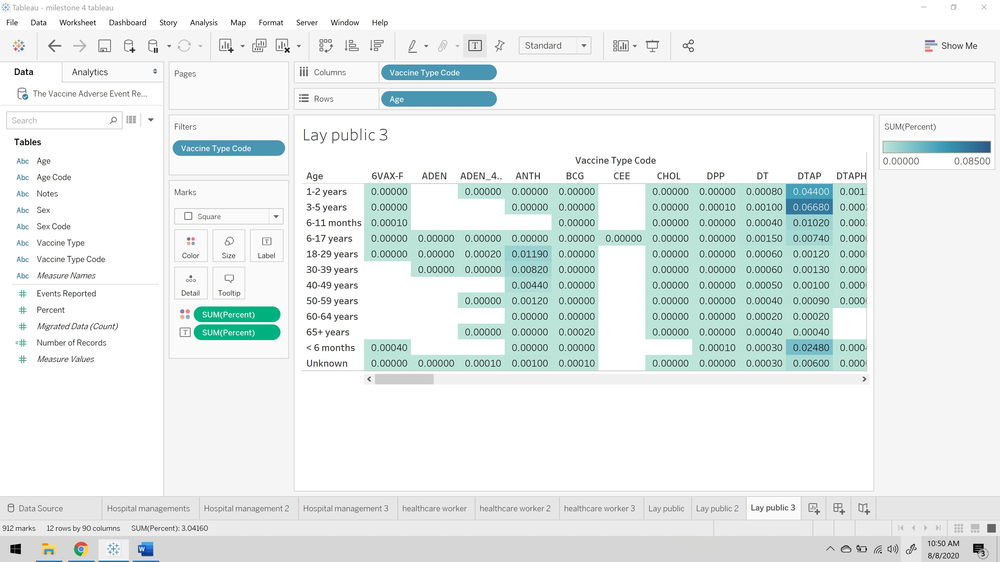 Tableau - milestone 4 tableau
File Data Worksheet Dashboard Story Analysis Map Format Server Window Help
Standard
Show Me
Data
Analytics
The Vaccine Adverse Event Re...
Search
Tables
Abc Age
Abc Age Code
Abc Notes
Abc Sex
Abc Sex Code
Abc Vaccine Type
Abc Vaccine Type Code
Abc Measure Names
Events Reported
Percent
Migrated Data (Count)
=# Number of Records
Measure Values
Pages
Filters
Vaccine Type Code
Marks
Square
Color Size Label
Detail Tooltip
SUM(Percent)
SUM(Percent)
Columns Vaccine Type Code
Rows Age
Lay public 3
Vaccine Type Code
Age 6VAX-F ADEN ADEN_4.. ANTH BCG CEE CHOL DPP DT DTAP DTAPH
1-2 years 0.00000 0.00000 0.00000 0.00000 0.00000 0.00000 0.00080 0.04400 0.001
3-5 years 0.00000 0.00000 0.00000 0.00000 0.00010 0.00100 0.06680 0.000
6-11 months 0.00010 0.00000 0.00000 0.00000 0.00040 0.01020 0.000
6-17 years 0.00000 0.00000 0.00000 0.00000 0.00000 0.00000 0.00000 0.00000 0.00150 0.00740 0.000
18-29 years 0.00000 0.00000 0.00020 0.01190 0.00000 0.00000 0.00000 0.00060 0.00120 0.000
30-39 years 0.00000 0.00000 0.00820 0.00000 0.00000 0.00000 0.00060 0.00130 0.000
40-49 years 0.00440 0.00000 0.00000 0.00000 0.00050 0.00100 0.000
50-59 years 0.00000 0.00120 0.00000 0.00000 0.00000 0.00040 0.00090 0.000
60-64 years 0.00000 0.00000 0.00000 0.00000 0.00020 0.00020
65+ years 0.00000 0.00000 0.00020 0.00000 0.00000 0.00040 0.00040
< 6 months 0.00040 0.00000 0.00000 0.00010 0.00030 0.02480 0.000
Unknown 0.00000 0.00000 0.00010 0.00100 0.00010 0.00000 0.00000 0.00030 0.00600 0.000
SUM(Percent)
0.00000 0.08500
Data Source Hospital managements Hospital management 2 Hospital management 3 healthcare worker healthcare worker 2 healthcare worker 3 Lay public Lay public 2 Lay public 3
912 marks 12 rows by 90 columns SUM(Percent): 3.04160
10:50 AM
8/8/2020
3